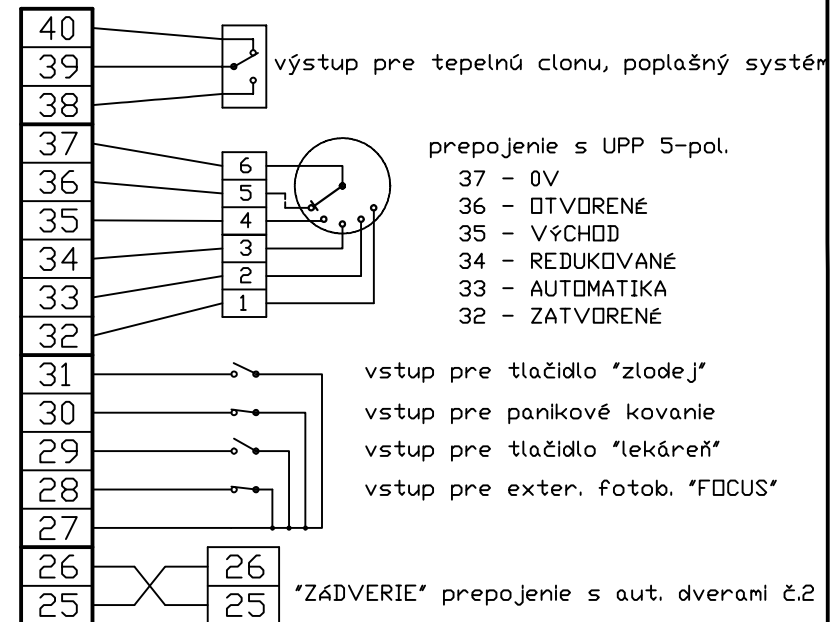 40
39
38
výstup pre tepelnú clonu, poplašný systém
37
36
35
34
33
32
6
5
4
3
2
1
prepojenie s UPP 5-pol.
37 - 0V
36 - OTVORENÉ
35 - VÝCHOD
34 - REDUKOVANÉ
33 - AUTOMATIKA
32 - ZATVORENÉ
31
vstup pre tlačidlo "zlodej"
30
vstup pre panikové kovanie
29
vstup pre tlačidlo "lekáreň"
28
vstup pre exter. fotob. "FOCUS"
27
26
25
26
25
"ZÁDVERIE" prepojenie s aut. dverami č.2